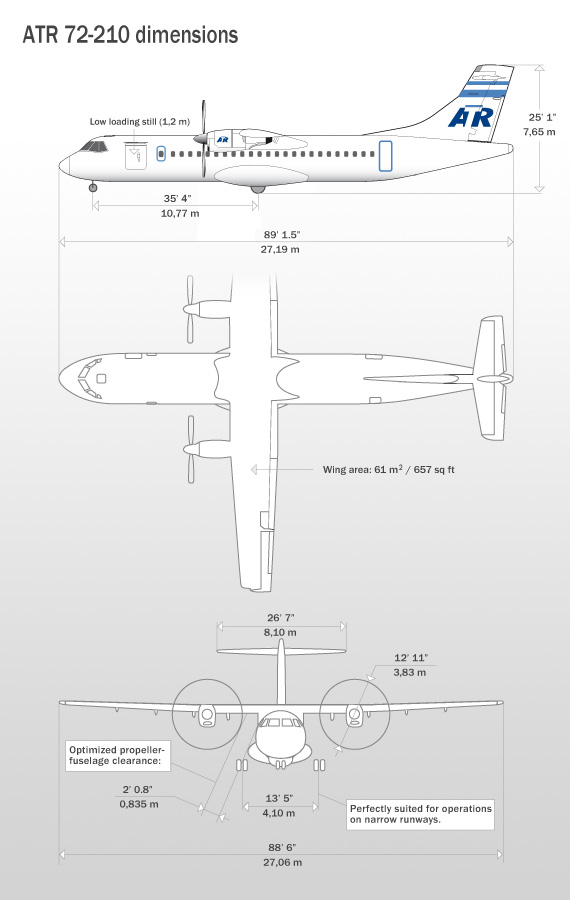 ATR 72-210 dimensions
Low loading still (1,2 m)
ATR
ATR
25' 1"
7,65 m
35' 4"
10,77 m
89' 1.5"
27,19 m
Wing area: 61 m² / 657 sq ft
26' 7"
8,10 m
12' 11"
3,83 m
Optimized propeller-
fuselage clearance:
2' 0.8"
0,835 m
13' 5"
4,10 m
Perfectly suited for operations
on narrow runways.
88' 6"
27,06 m